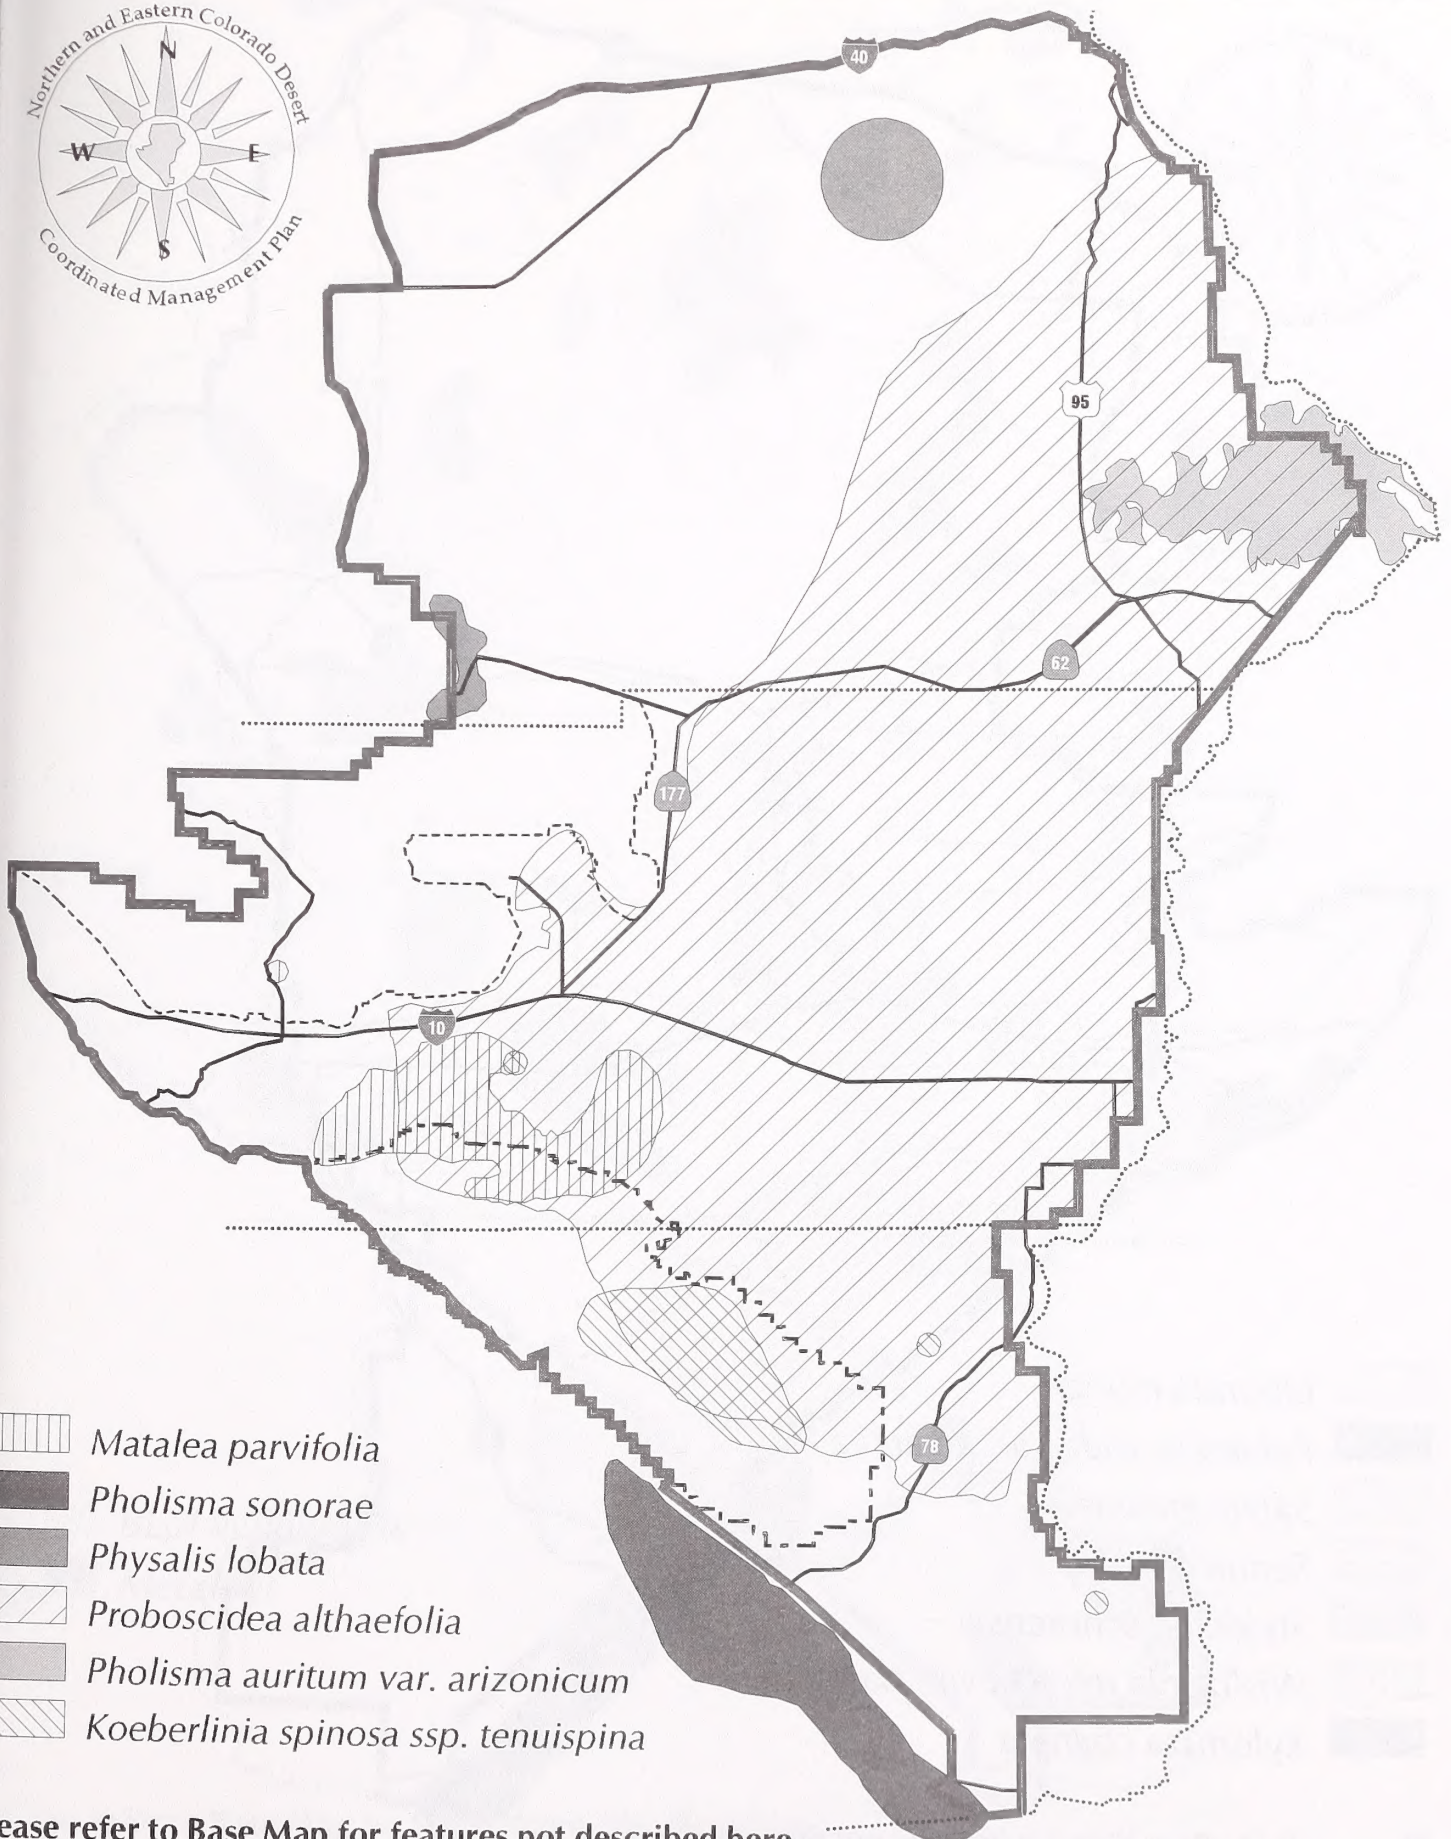 Northern and Eastern Colorado Desert
N
W
E
S
Coordinated Management Plan
40
95
62
177
10
78
Matalea parvifolia
Pholisma sonorae
Physalis lobata
Proboscidea althaefolia
Pholisma auritum var. arizonicum
Koeberlinia spinosa ssp. tenuispina
ease refer to Base Map for features not described here